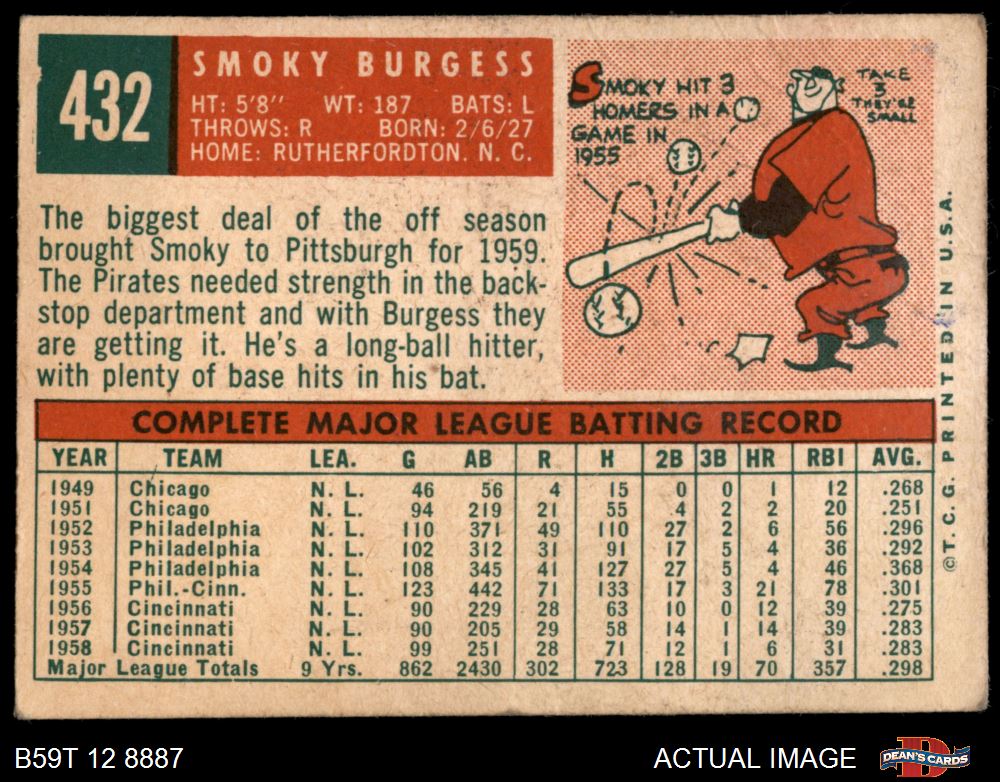 432
SMOKY BURGESS
HT: 5'8" WT: 187 BATS: L
THROWS: R BORN: 2/6/27
HOME: RUTHERFORDTON, N. C.
SMOKY HIT 3
HOMERS IN A
GAME IN
1955
TAKE
3
THEY'RE
SMALL
The biggest deal of the off season
brought Smoky to Pittsburgh for 1959.
The Pirates needed strength in the back-
stop department and with Burgess they
are getting it. He's a long-ball hitter,
with plenty of base hits in his bat.
COMPLETE MAJOR LEAGUE BATTING RECORD
YEAR TEAM LEA. G AB R H 2B 3B HR RBI AVG.
1949 Chicago N. L. 46 56 4 15 0 0 1 12 .268
1951 Chicago N. L. 94 219 21 55 4 2 2 20 .251
1952 Philadelphia N. L. 110 371 49 110 27 2 6 56 .296
1953 Philadelphia N. L. 102 312 31 91 17 5 4 36 .292
1954 Philadelphia N. L. 108 345 41 127 27 5 4 46 .368
1955 Phil.-Cinn. N. L. 123 442 71 133 17 3 21 78 .301
1956 Cincinnati N. L. 90 229 28 63 10 0 12 39 .275
1957 Cincinnati N. L. 90 205 29 58 14 1 14 39 .283
1958 Cincinnati N. L. 99 251 28 71 12 1 6 31 .283
Major League Totals 9 Yrs. 862 2430 302 723 128 19 70 357 .298
©T. C. G. PRINTED IN U.S.A.
B59T 12 8887
ACTUAL IMAGE
DEAN'S CARDS